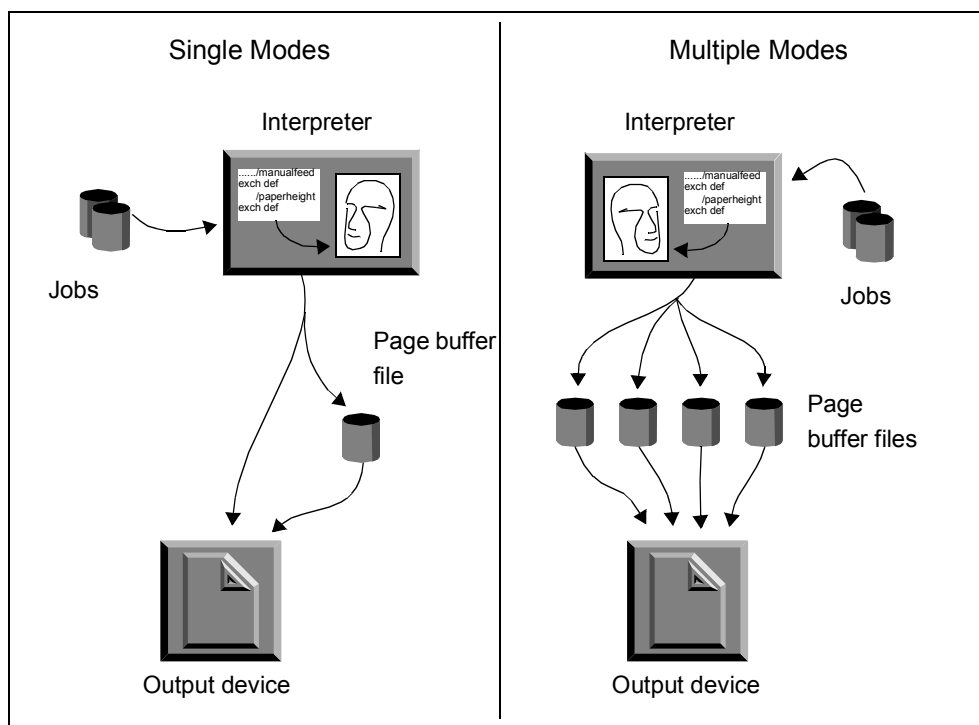 Single Modes
Interpreter
....../manualfeed
exch def
/paperheight
exch def
Jobs
Page buffer
file
Output device
Multiple Modes
Interpreter
....../manualfeed
exch def
/paperheight
exch def
Jobs
Page
buffer files
Output device